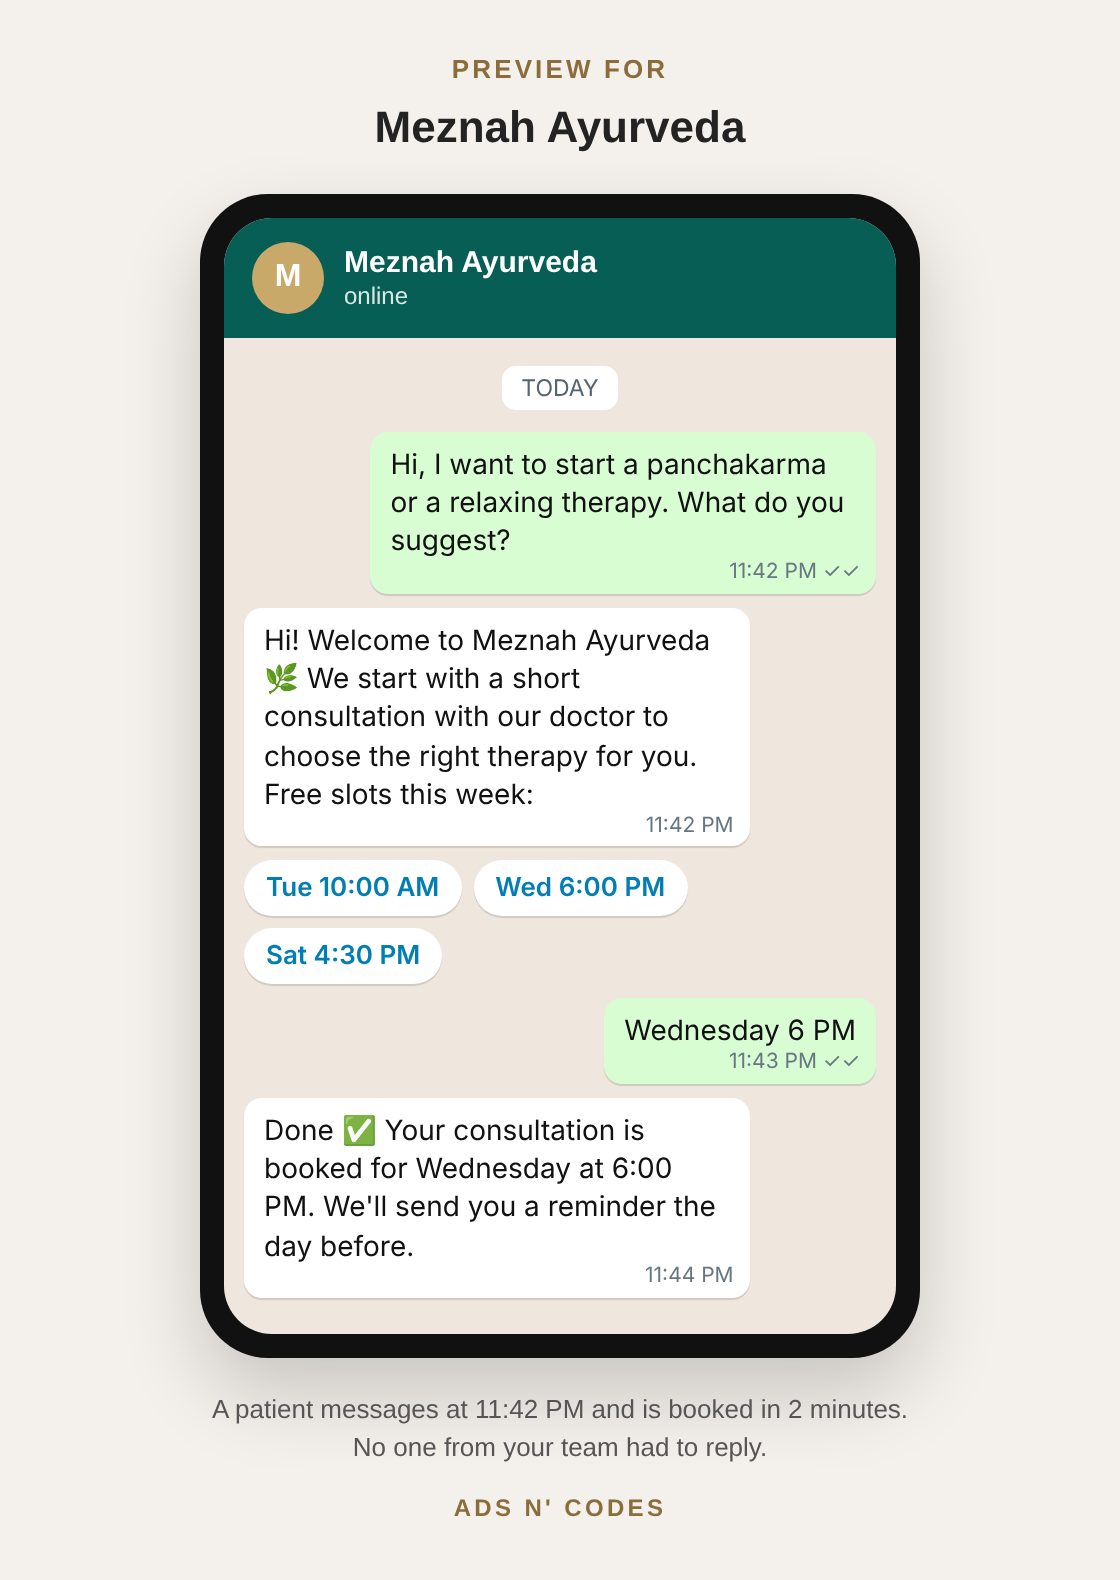 PREVIEW FOR
Meznah Ayurveda
M
Meznah Ayurveda
online
TODAY
Hi, I want to start a panchakarma
or a relaxing therapy. What do you
suggest?
11:42 PM ✓✓
Hi! Welcome to Meznah Ayurveda
🌿 We start with a short
consultation with our doctor to
choose the right therapy for you.
Free slots this week:
11:42 PM
Tue 10:00 AM
Wed 6:00 PM
Sat 4:30 PM
Wednesday 6 PM
11:43 PM ✓✓
Done ✅ Your consultation is
booked for Wednesday at 6:00
PM. We'll send you a reminder the
day before.
11:44 PM
A patient messages at 11:42 PM and is booked in 2 minutes.
No one from your team had to reply.
ADS N' CODES